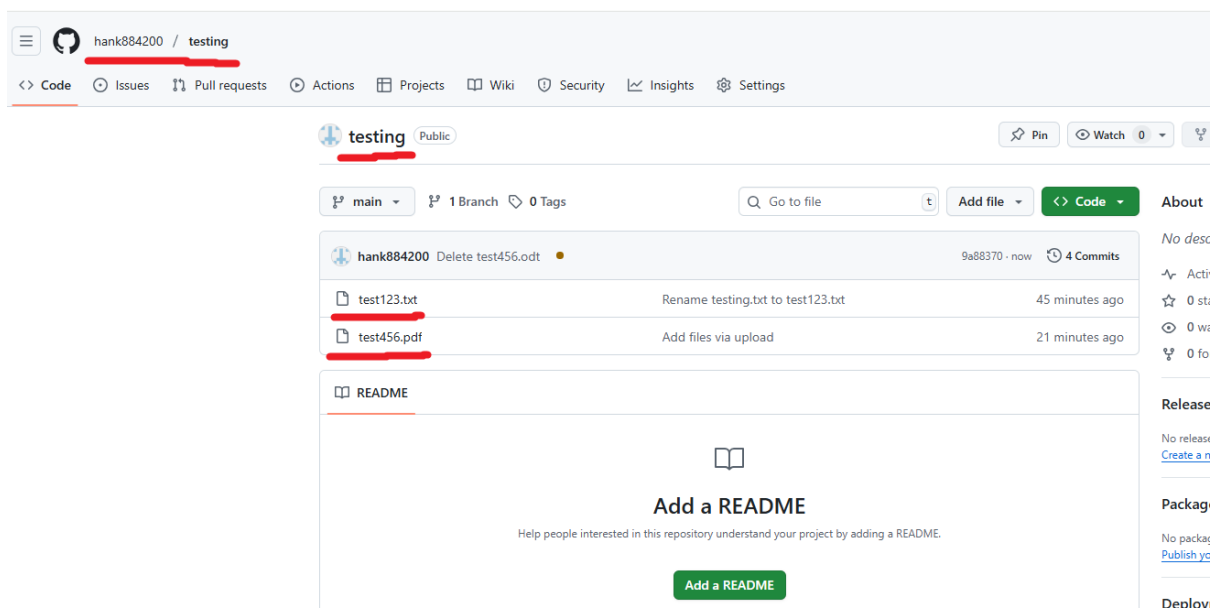 hank884200 / testing
Code Issues Pull requests Actions Projects Wiki Security Insights Settings
testing Public Pin Watch 0
main 1 Branch 0 Tags Go to file t Add file Code
About
hank884200 Delete test456.odt 9a88370 · now 4 Commits
No
test123.txt Rename testing.txt to test123.txt 45 minutes ago
0
test456.pdf Add files via upload 21 minutes ago
0
0
README
Release
No
Create a
Add a README
Help people interested in this repository understand your project by adding a README.
No
Publish
Add a README